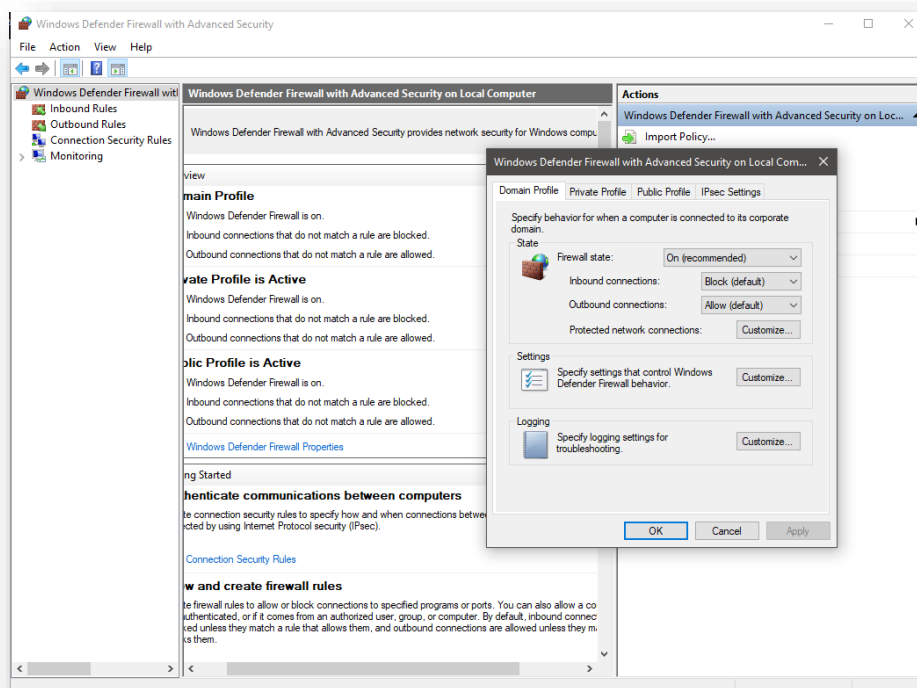 Windows Defender Firewall with Advanced Security
File Action View Help
Windows Defender Firewall witl
Inbound Rules
Outbound Rules
Connection Security Rules
Monitoring
Windows Defender Firewall with Advanced Security on Local Computer
Windows Defender Firewall with Advanced Security provides network security for Windows compu
view
main Profile
Windows Defender Firewall is on.
Inbound connections that do not match a rule are blocked.
Outbound connections that do not match a rule are allowed.
vate Profile is Active
Windows Defender Firewall is on.
Inbound connections that do not match a rule are blocked.
Outbound connections that do not match a rule are allowed.
blic Profile is Active
Windows Defender Firewall is on.
Inbound connections that do not match a rule are blocked.
Outbound connections that do not match a rule are allowed.
Windows Defender Firewall Properties
ng Started
henticate communications between computers
te connection security rules to specify how and when connections betwe
cted by using Internet Protocol security (IPsec).
Connection Security Rules
w and create firewall rules
te firewall rules to allow or block connections to specified programs or ports. You can also allow a co
uthenticated, or if it comes from an authorized user, group, or computer. By default, inbound connec
ked unless they match a rule that allows them, and outbound connections are allowed unless they m
ks them.
Actions
Windows Defender Firewall with Advanced Security on Loc...
Import Policy...
Windows Defender Firewall with Advanced Security on Local Com...
Domain Profile Private Profile Public Profile IPsec Settings
Specify behavior for when a computer is connected to its corporate
domain.
State
Firewall state: On (recommended)
Inbound connections: Block (default)
Outbound connections: Allow (default)
Protected network connections: Customize...
Settings
Specify settings that control Windows
Defender Firewall behavior.
Customize...
Logging
Specify logging settings for
troubleshooting.
Customize...
OK Cancel Apply